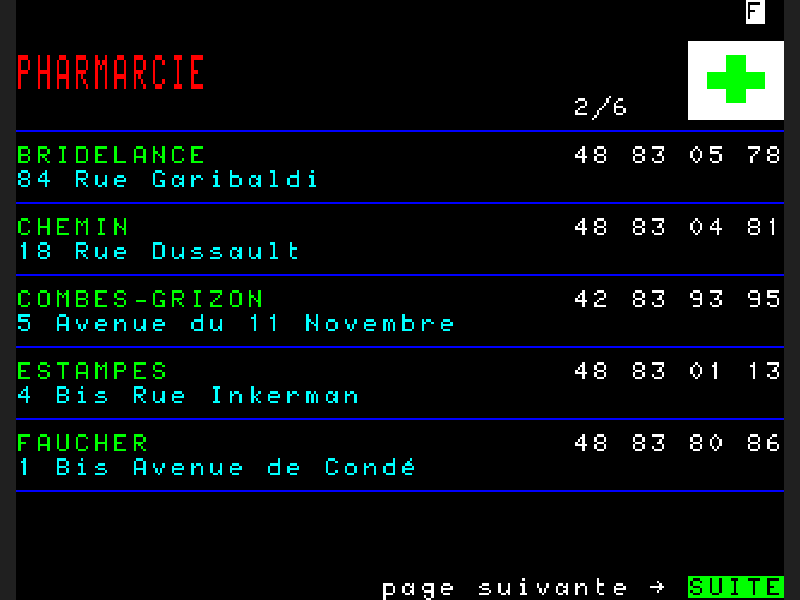 F
PHARMARCIE
2/6
BRIDELANCE 48 83 05 78
84 Rue Garibaldi
CHEMIN 48 83 04 81
18 Rue Dussault
COMBES-GRIZON 42 83 93 95
5 Avenue du 11 Novembre
ESTAMPES 48 83 01 13
4 Bis Rue Inkerman
FAUCHER 48 83 80 86
1 Bis Avenue de Condé
page suivante → SUITE